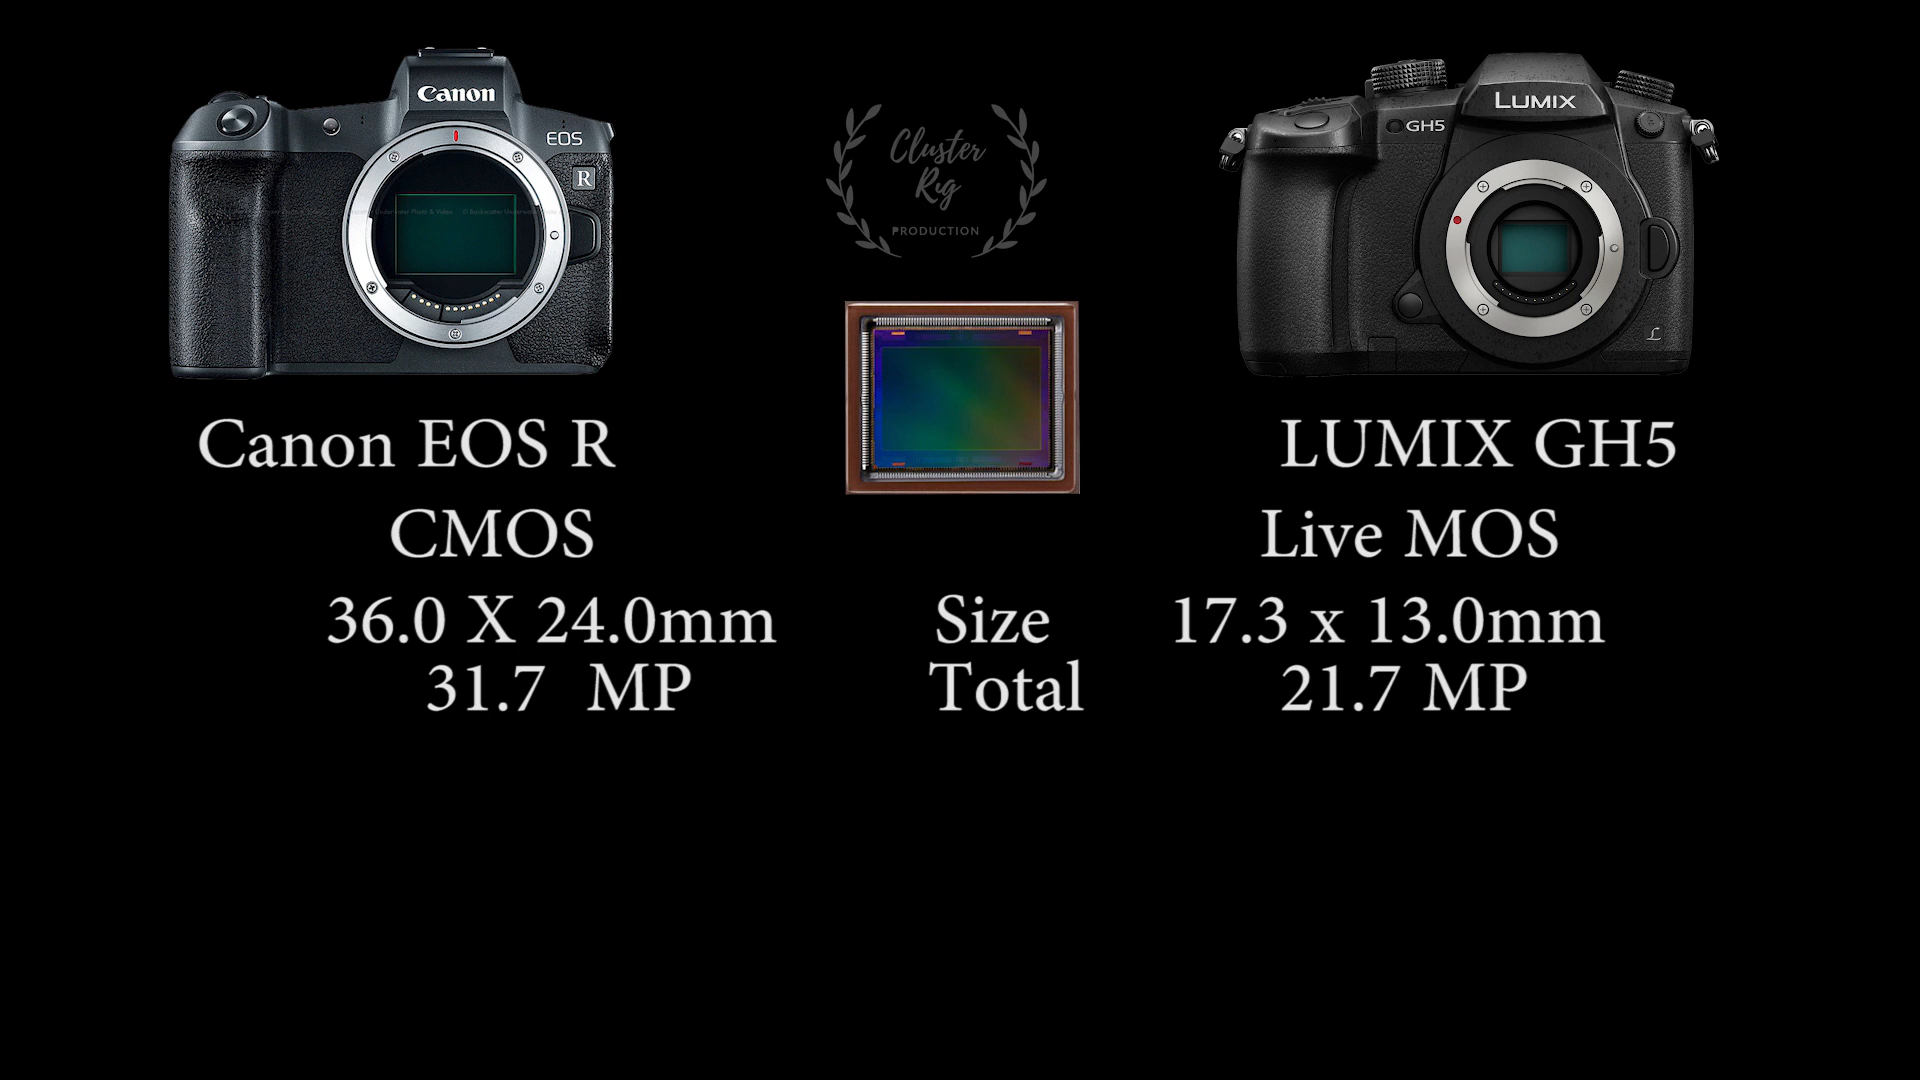 Canon
EOS
R
Cluster
Rig
PRODUCTION
LUMIX
GH5
L
Canon EOS R
LUMIX GH5
CMOS
Live MOS
36.0 X 24.0mm
Size
17.3 x 13.0mm
31.7 MP
Total
21.7 MP